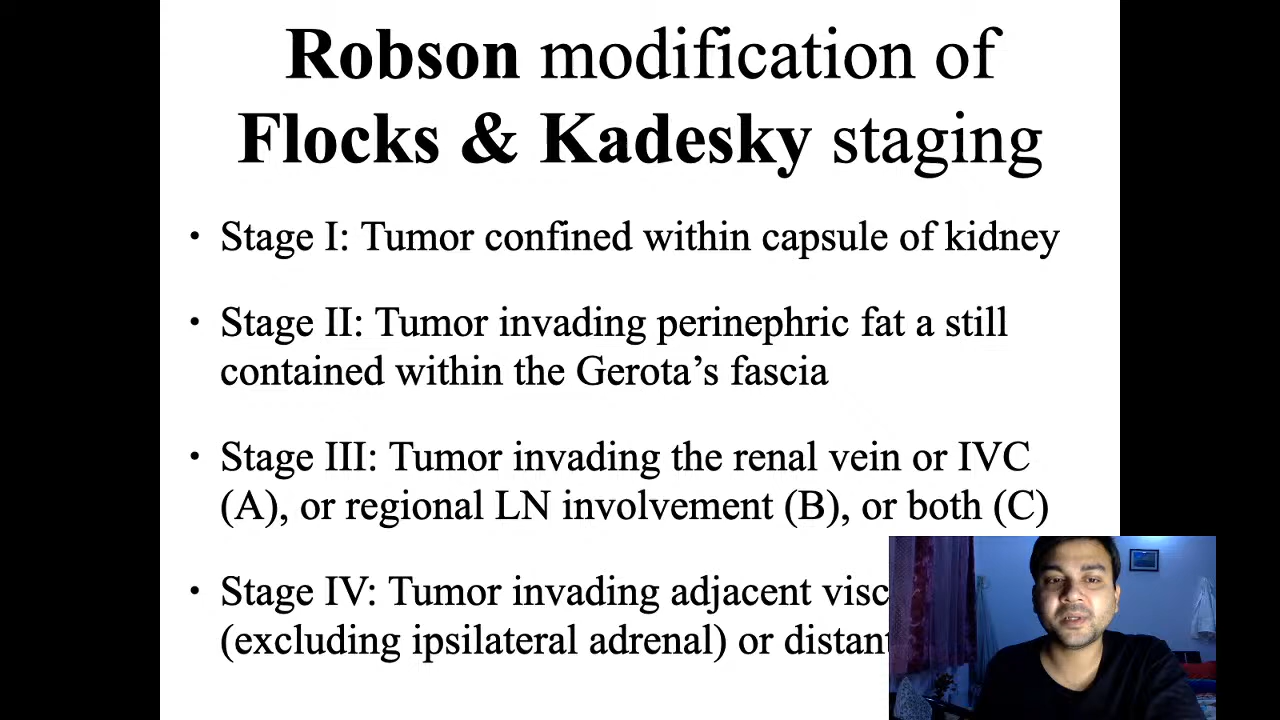 Robson modification of
Flocks & Kadesky staging
• Stage I: Tumor confined within capsule of kidney
• Stage II: Tumor invading perinephric fat a still
contained within the Gerota’s fascia
• Stage III: Tumor invading the renal vein or IVC
(A), or regional LN involvement (B), or both (C)
• Stage IV: Tumor invading adjacent
(excluding ipsilateral adrenal) or distant